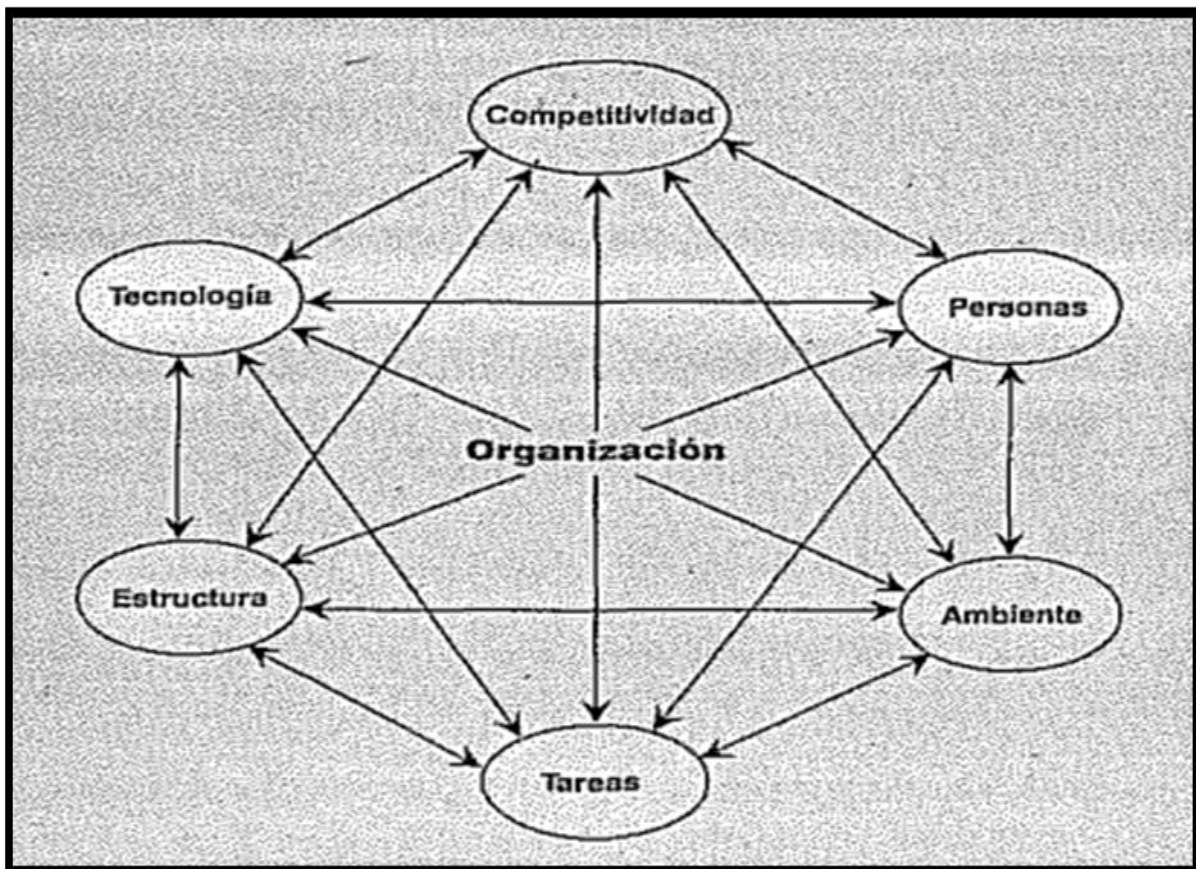 Competitividad
Tecnología
Personas
Organización
Estructura
Ambiente
Tareas